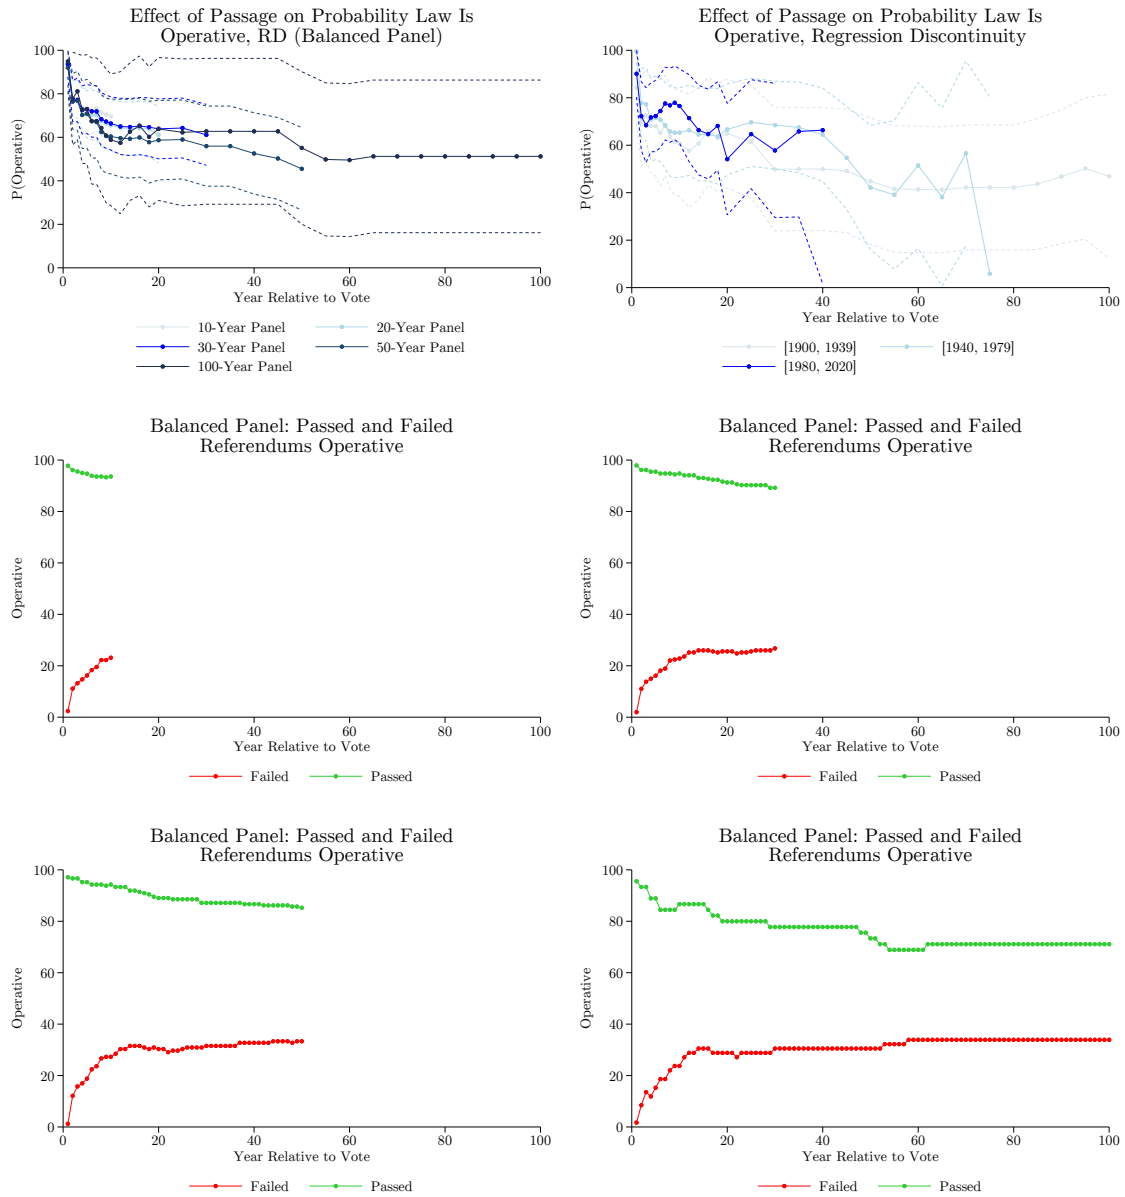 Effect of Passage on Probability Law Is
Operative, RD (Balanced Panel)
P(Operative)
100
80
60
40
20
0
0 20 40 60 80 100
Year Relative to Vote
10-Year Panel 20-Year Panel
30-Year Panel 50-Year Panel
100-Year Panel
Effect of Passage on Probability Law Is
Operative, Regression Discontinuity
P(Operative)
100
80
60
40
20
0
0 20 40 60 80 100
Year Relative to Vote
[1900, 1939] [1940, 1979]
[1980, 2020]
Balanced Panel: Passed and Failed
Referendums Operative
Operative
100
80
60
40
20
0
0 20 40 60 80 100
Year Relative to Vote
Failed Passed
Balanced Panel: Passed and Failed
Referendums Operative
Operative
100
80
60
40
20
0
0 20 40 60 80 100
Year Relative to Vote
Failed Passed
Balanced Panel: Passed and Failed
Referendums Operative
Operative
100
80
60
40
20
0
0 20 40 60 80 100
Year Relative to Vote
Failed Passed
Balanced Panel: Passed and Failed
Referendums Operative
Operative
100
80
60
40
20
0
0 20 40 60 80 100
Year Relative to Vote
Failed Passed